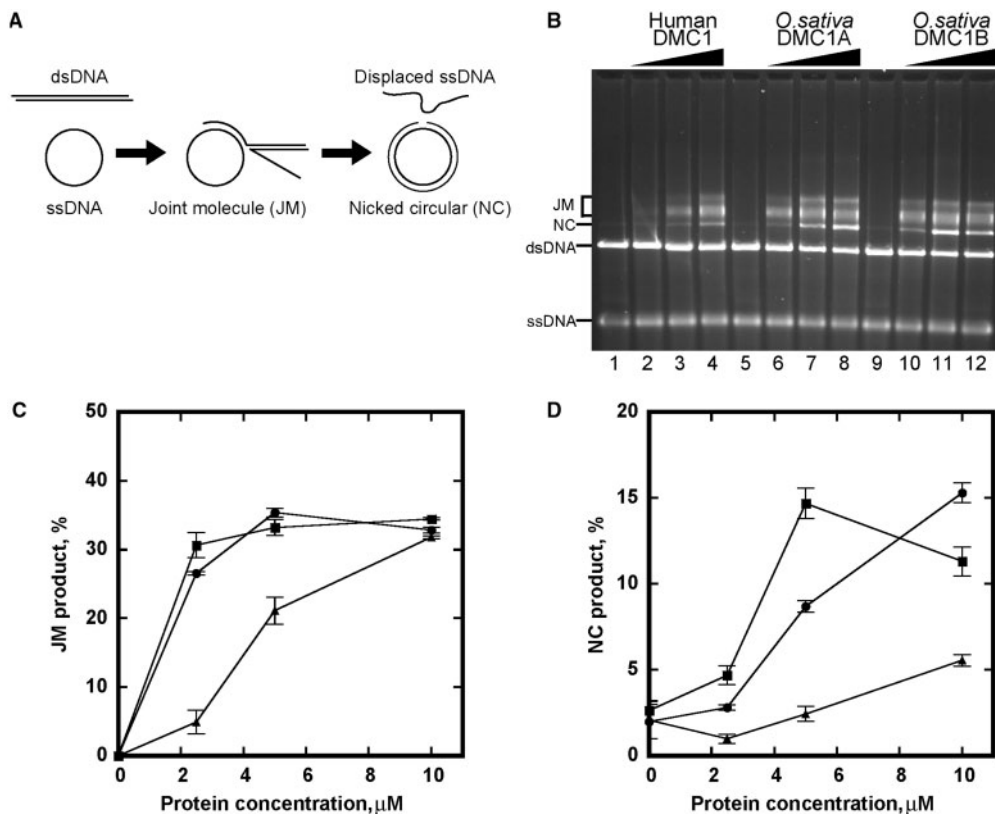 A
dsDNA
Displaced ssDNA
ssDNA
Joint molecule (JM)
Nicked circular (NC)
B
Human
DMC1
O.sativa
DMC1A
O.sativa
DMC1B
JM
NC
dsDNA
ssDNA
1 2 3 4 5 6 7 8 9 10 11 12
C
50
40
30
20
10
0
JM product, %
0 2 4 6 8 10
Protein concentration, μM
D
20
15
10
5
0
NC product, %
0 2 4 6 8 10
Protein concentration, μM